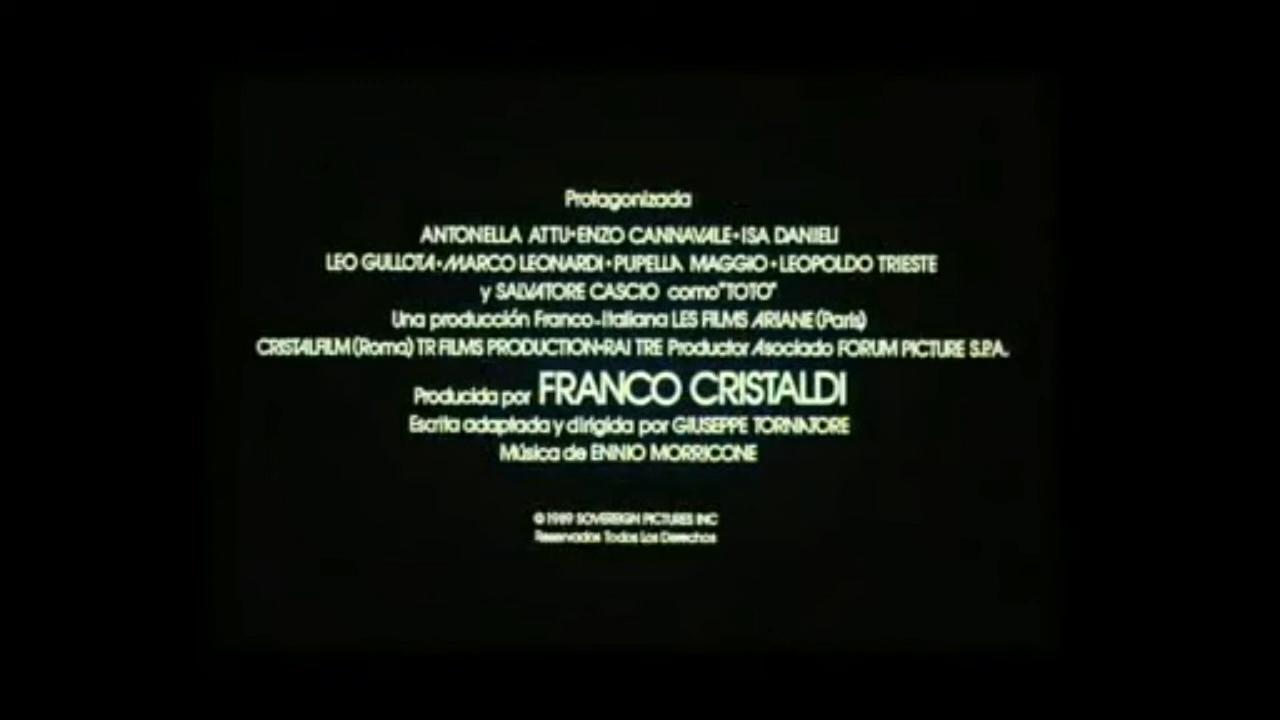 Protagonizada
ANTONELLA ATTU•ENZO CANNAVALE•ISA DANIELI
LEO GULLOTA•MARCO LEONARDI•PUPELLA MAGGIO•LEOPOLDO TRIESTE
y SALVATORE CASCIO como "TOTO"
Una producción Franco-Italiana LES FILMS ARIANE (Paris)
CRISTALFILM (Roma) TR FILMS PRODUCTION-RAI TRE Productor Asociado FORUM PICTURE S.P.A.
Producida por FRANCO CRISTALDI
Escrita adaptada y dirigida por GIUSEPPE TORNATORE
Música de ENNIO MORRICONE
© 1989 SOVEREIGN PICTURES INC
Reservados Todos Los Derechos